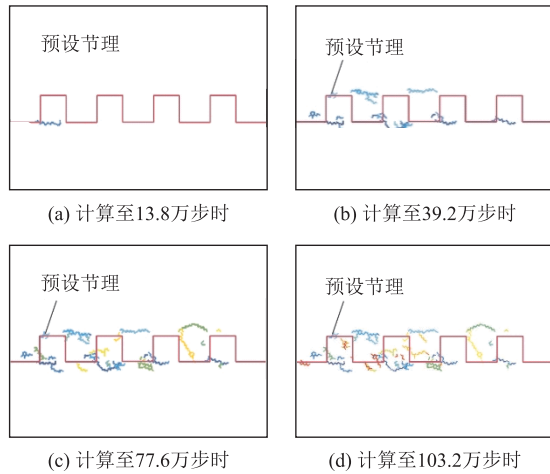 预设节理
预设节理
(a) 计算至13.8万步时
(b) 计算至39.2万步时
预设节理
预设节理
(c) 计算至77.6万步时
(d) 计算至103.2万步时